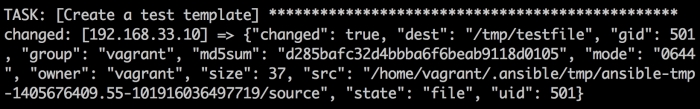 TASK: [Create a test template] ************************************************
changed: [192.168.33.10] => {"changed": true, "dest": "/tmp/testfile", "gid": 501
, "group": "vagrant", "md5sum": "d285bafc32d4bbba6f6beab9118d0105", "mode": "0644
", "owner": "vagrant", "size": 37, "src": "/home/vagrant/.ansible/tmp/ansible-tmp
-1405676409.55-101916036497719/source", "state": "file", "uid": 501}